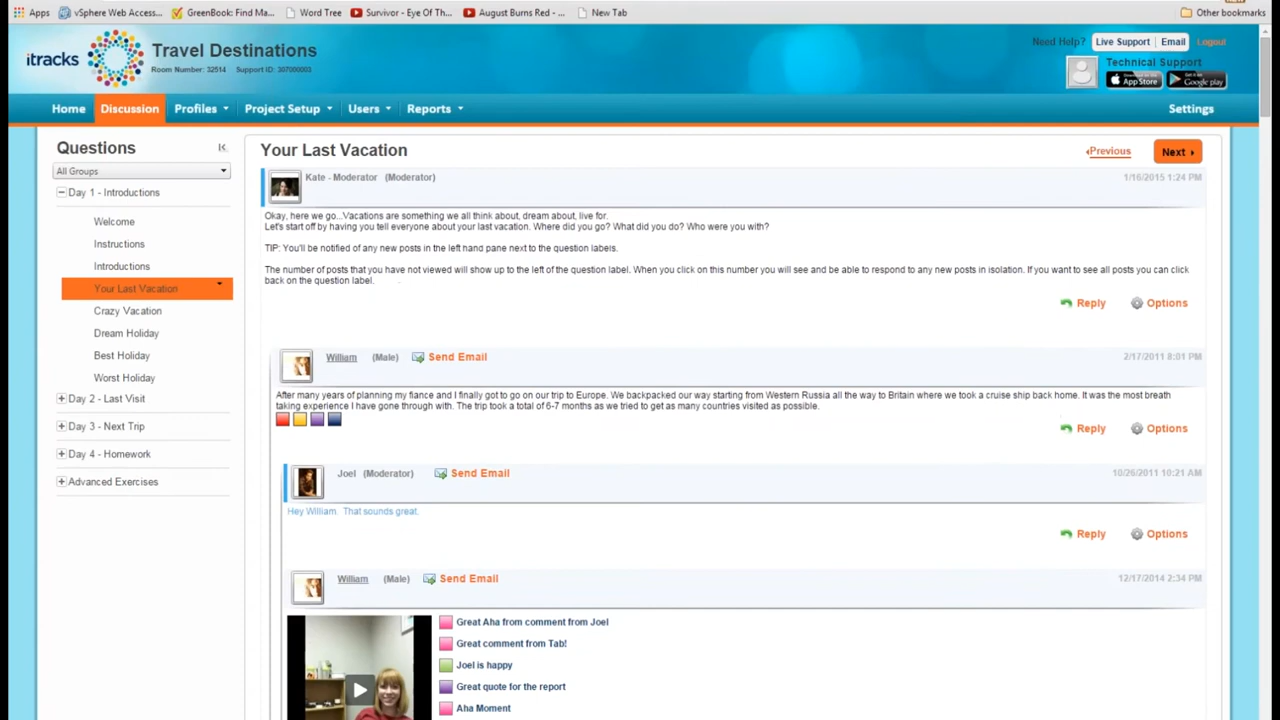 Apps vSphere Web Access... GreenBook: Find Ma... Word Tree Survivor - Eye Of Th... August Burns Red - ... New Tab Other bookmarks
itracks Travel Destinations
Room Number: 32514 Support ID: 307000003
Need Help? Live Support Email Logout
Technical Support
App Store Google play
Home Discussion Profiles Project Setup Users Reports Settings
Questions
All Groups
Day 1 - Introductions
Welcome
Instructions
Introductions
Your Last Vacation
Crazy Vacation
Dream Holiday
Best Holiday
Worst Holiday
Day 2 - Last Visit
Day 3 - Next Trip
Day 4 - Homework
Advanced Exercises
Your Last Vacation Previous Next
Kate - Moderator (Moderator) 1/16/2015 1:24 PM
Okay, here we go...Vacations are something we all think about, dream about, live for.
Let's start off by having you tell everyone about your last vacation. Where did you go? What did you do? Who were you with?
TIP: You'll be notified of any new posts in the left hand pane next to the question labels.
The number of posts that you have not viewed will show up to the left of the question label. When you click on this number you will see and be able to respond to any new posts in isolation. If you want to see all posts you can click
back on the question label.
Reply Options
William (Male) Send Email 2/17/2011 8:01 PM
After many years of planning my fiance and I finally got to go on our trip to Europe. We backpacked our way starting from Western Russia all the way to Britain where we took a cruise ship back home. It was the most breath
taking experience I have gone through with. The trip took a total of 6-7 months as we tried to get as many countries visited as possible.
Reply Options
Joel (Moderator) Send Email 10/26/2011 10:21 AM
Hey William. That sounds great.
Reply Options
William (Male) Send Email 12/17/2014 2:34 PM
Great Aha from comment from Joel
Great comment from Tab!
Joel is happy
Great quote for the report
Aha Moment